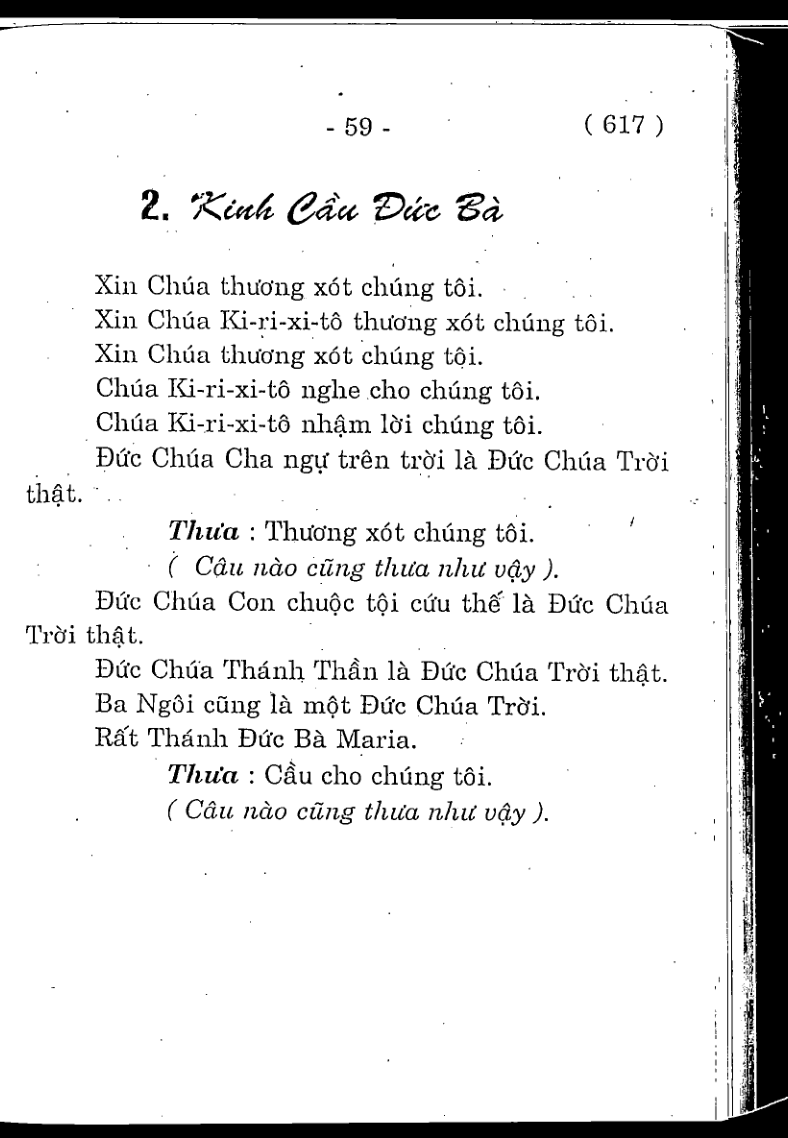 - 59 - ( 617 )
2. Kinh Cầu Đức Bà
Xin Chúa thương xót chúng tôi.
Xin Chúa Ki-ri-xi-tô thương xót chúng tôi.
Xin Chúa thương xót chúng tôi.
Chúa Ki-ri-xi-tô nghe cho chúng tôi.
Chúa Ki-ri-xi-tô nhậm lời chúng tôi.
Đức Chúa Cha ngự trên trời là Đức Chúa Trời
thật.
Thưa : Thương xót chúng tôi.
( Câu nào cũng thưa như vậy ).
Đức Chúa Con chuộc tội cứu thế là Đức Chúa
Trời thật.
Đức Chúa Thánh Thần là Đức Chúa Trời thật.
Ba Ngôi cũng là một Đức Chúa Trời.
Rất Thánh Đức Bà Maria.
Thưa : Cầu cho chúng tôi.
( Câu nào cũng thưa như vậy ).